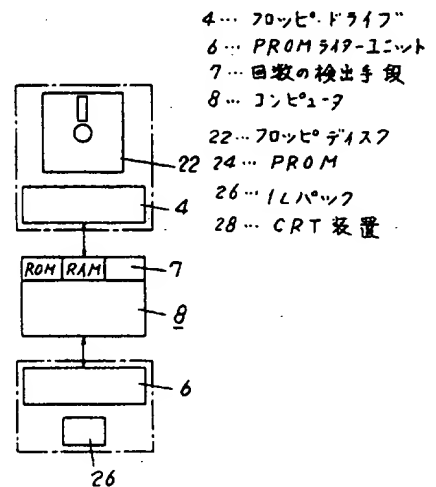 4… フロッピ・ドライブ
6… PROMライターユニット
7… 回数の検出手段
8… コンピュータ
22… フロッピディスク
24… PROM
26… ILパック
28… CRT装置
22
4
ROM RAM 7
8
6
26